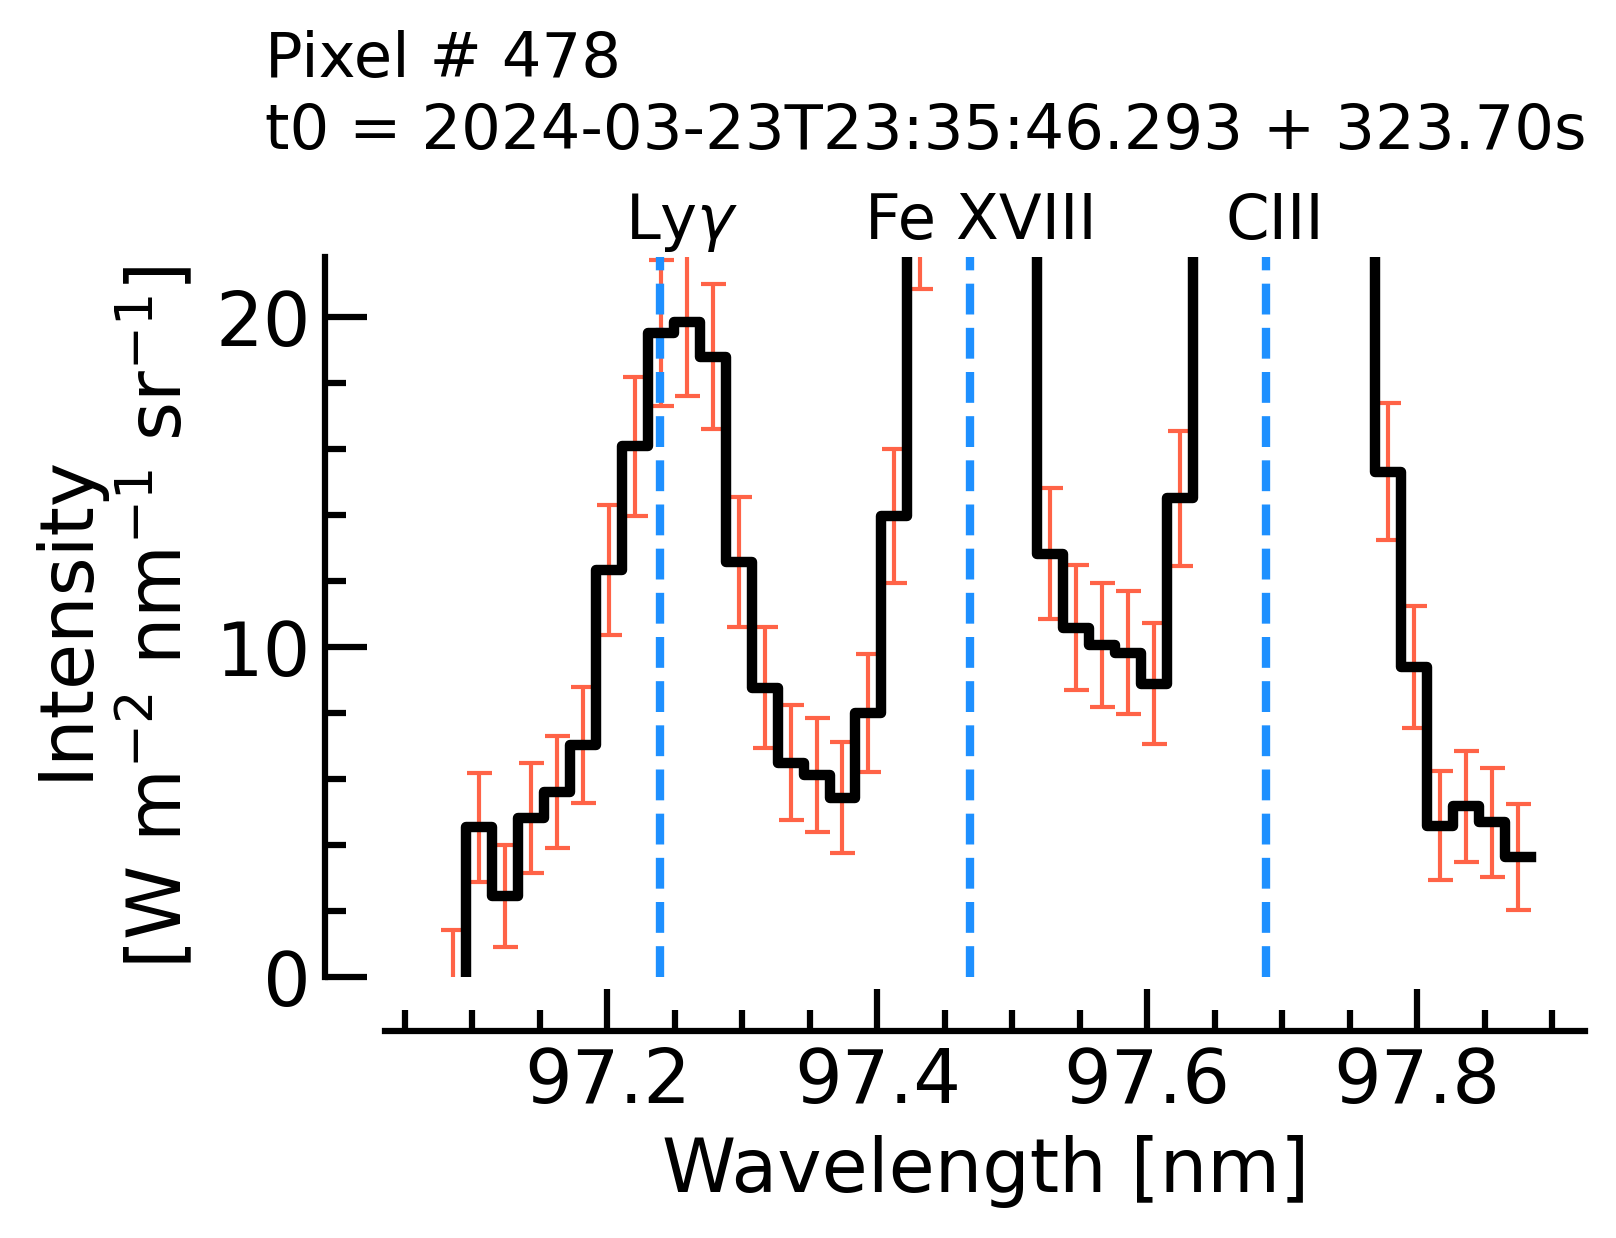 Pixel # 478
t0 = 2024-03-23T23:35:46.293 + 323.70s
Lyγ Fe XVIII CIII
Intensity
[W m⁻² nm⁻¹ sr⁻¹]
20
10
0
97.2 97.4 97.6 97.8
Wavelength [nm]